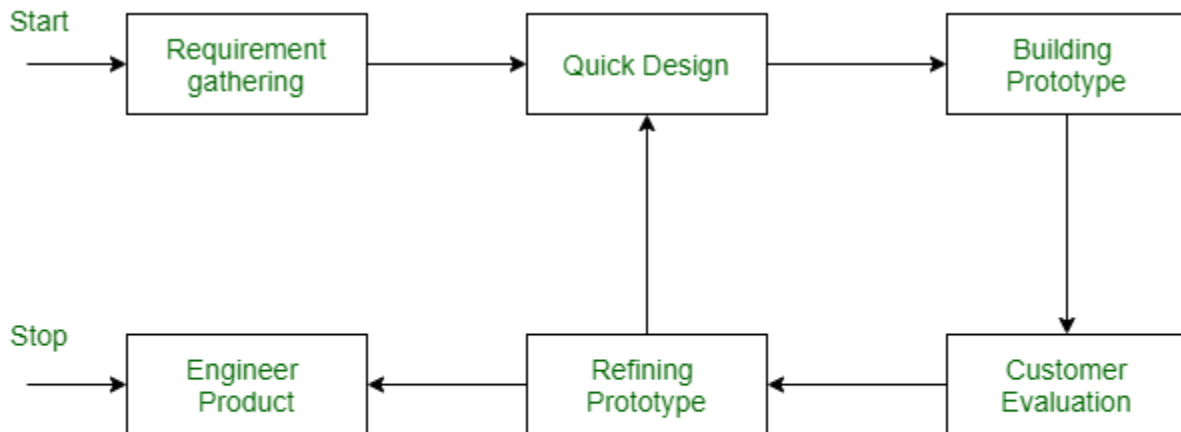 Start
Requirement
gathering
Quick Design
Building
Prototype
Stop
Engineer
Product
Refining
Prototype
Customer
Evaluation